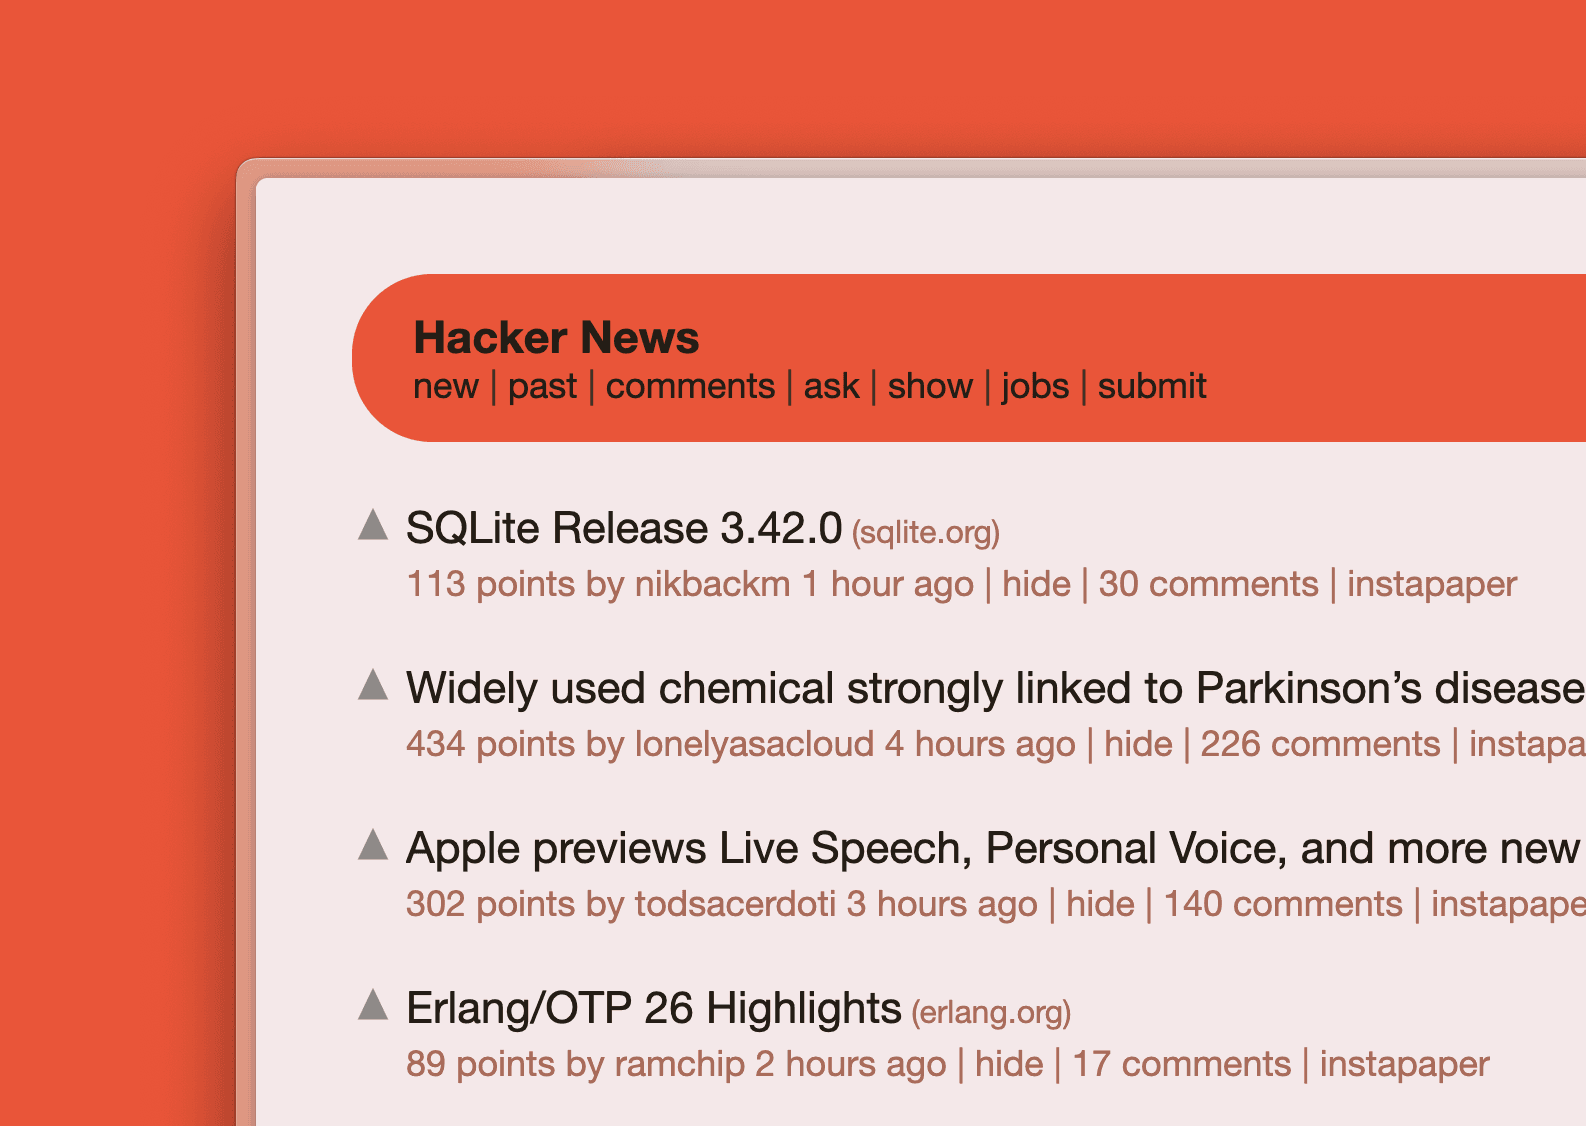 Hacker News
new | past | comments | ask | show | jobs | submit
SQLite Release 3.42.0 (sqlite.org)
113 points by nikbackm 1 hour ago | hide | 30 comments | instapaper
Widely used chemical strongly linked to Parkinson’s disease
434 points by lonelyasacloud 4 hours ago | hide | 226 comments | instapa
Apple previews Live Speech, Personal Voice, and more new
302 points by todsacerdoti 3 hours ago | hide | 140 comments | instapape
Erlang/OTP 26 Highlights (erlang.org)
89 points by ramchip 2 hours ago | hide | 17 comments | instapaper